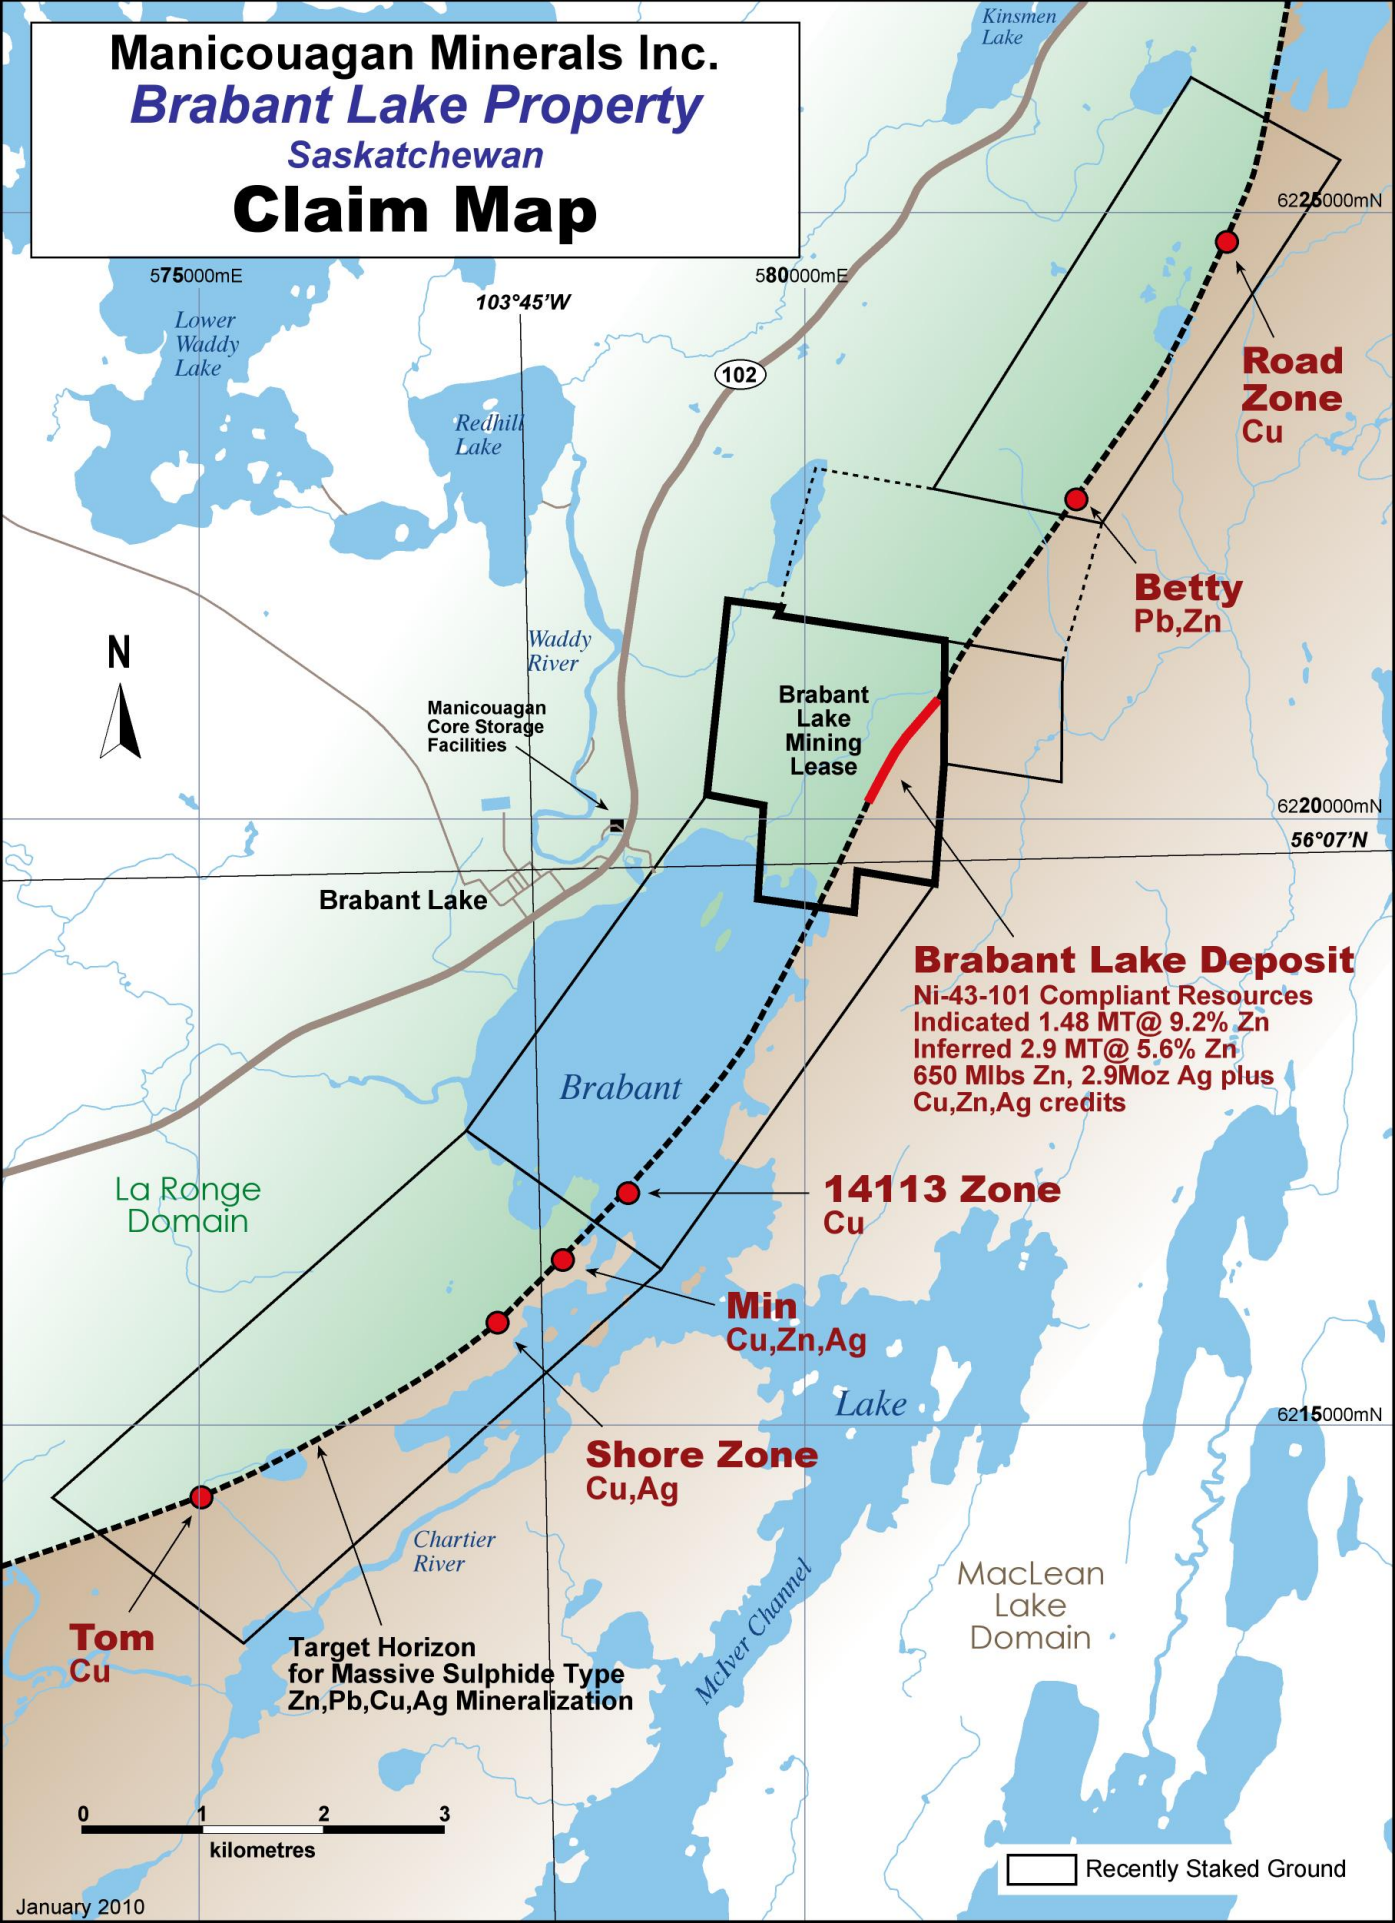 Manicouagan Minerals Inc.
Brabant Lake Property
Saskatchewan
Claim Map
Kinsmen
Lake
6225000mN
575000mE
580000mE
103°45'W
Lower
Waddy
Lake
102
Road
Zone
Cu
Redhill
Lake
Betty
Pb,Zn
N
Waddy
River
Manicouagan
Core Storage
Facilities
Brabant
Lake
Mining
Lease
6220000mN
56°07'N
Brabant Lake
Brabant Lake Deposit
Ni-43-101 Compliant Resources
Indicated 1.48 MT@ 9.2% Zn
Inferred 2.9 MT@ 5.6% Zn
650 Mlbs Zn, 2.9Moz Ag plus
Cu,Zn,Ag credits
Brabant
La Ronge
Domain
14113 Zone
Cu
Min
Cu,Zn,Ag
Lake
6215000mN
Shore Zone
Cu,Ag
Chartier
River
McIver Channel
MacLean
Lake
Domain
Tom
Cu
Target Horizon
for Massive Sulphide Type
Zn,Pb,Cu,Ag Mineralization
0 1 2 3
kilometres
Recently Staked Ground
January 2010